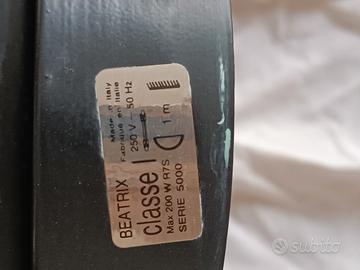 BEATRIX
Made in Italy
Fabriqué en Italie
250 V ~ 50 Hz
classe I
1 m
Max 200 W R7S
SERIE 5000
subito